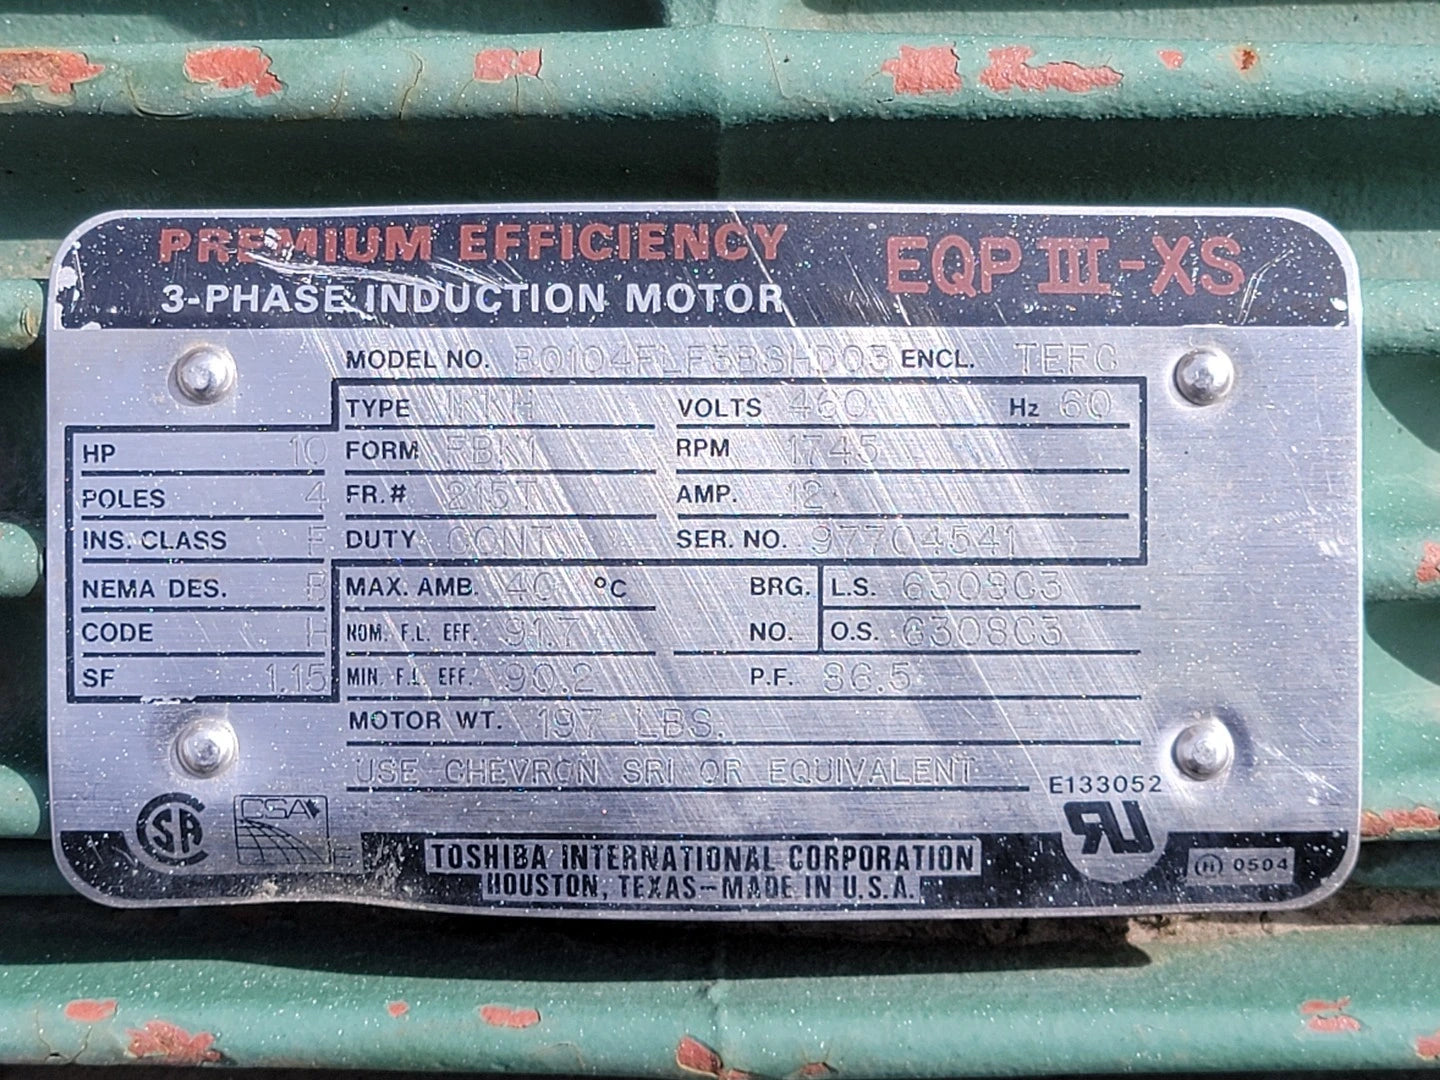 PREMIUM EFFICIENCY
3-PHASE INDUCTION MOTOR
EQP III-XS
MODEL NO. B0104FLF3BSHD03 ENCL. TEFC
TYPE IKKH VOLTS 460 Hz 60
HP 10 FORM FBK1 RPM 1745
POLES 4 FR.# 215T AMP. 12
INS. CLASS F DUTY CONT. SER. NO. 97704541
NEMA DES. B MAX. AMB. 40 °C BRG. L.S. 6308C3
CODE H NOM. F.L. EFF. 91.7 NO. O.S. 6308C3
SF 1.15 MIN. F.L. EFF. 90.2 P.F. 86.5
MOTOR WT. 197 LBS.
USE CHEVRON SRI OR EQUIVALENT
E133052
SA CSA
TOSHIBA INTERNATIONAL CORPORATION
HOUSTON, TEXAS-MADE IN U.S.A.
(H) 0504